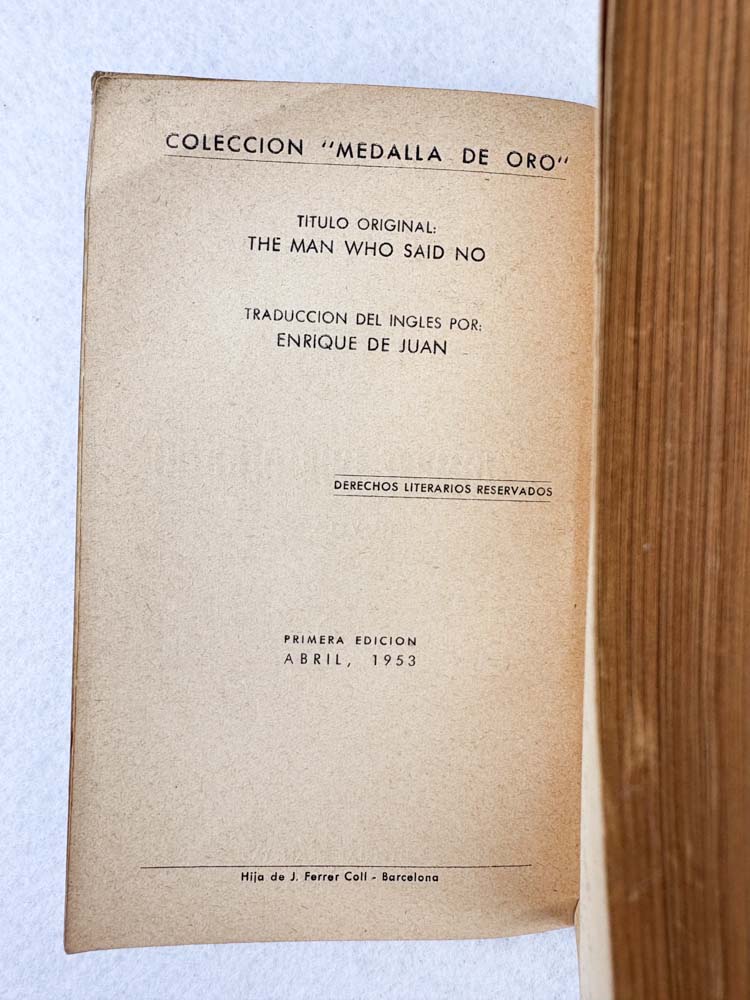 COLECCION "MEDALLA DE ORO"
TITULO ORIGINAL:
THE MAN WHO SAID NO
TRADUCCION DEL INGLES POR:
ENRIQUE DE JUAN
DERECHOS LITERARIOS RESERVADOS
PRIMERA EDICION
ABRIL, 1953
Hija de J. Ferrer Coll - Barcelona